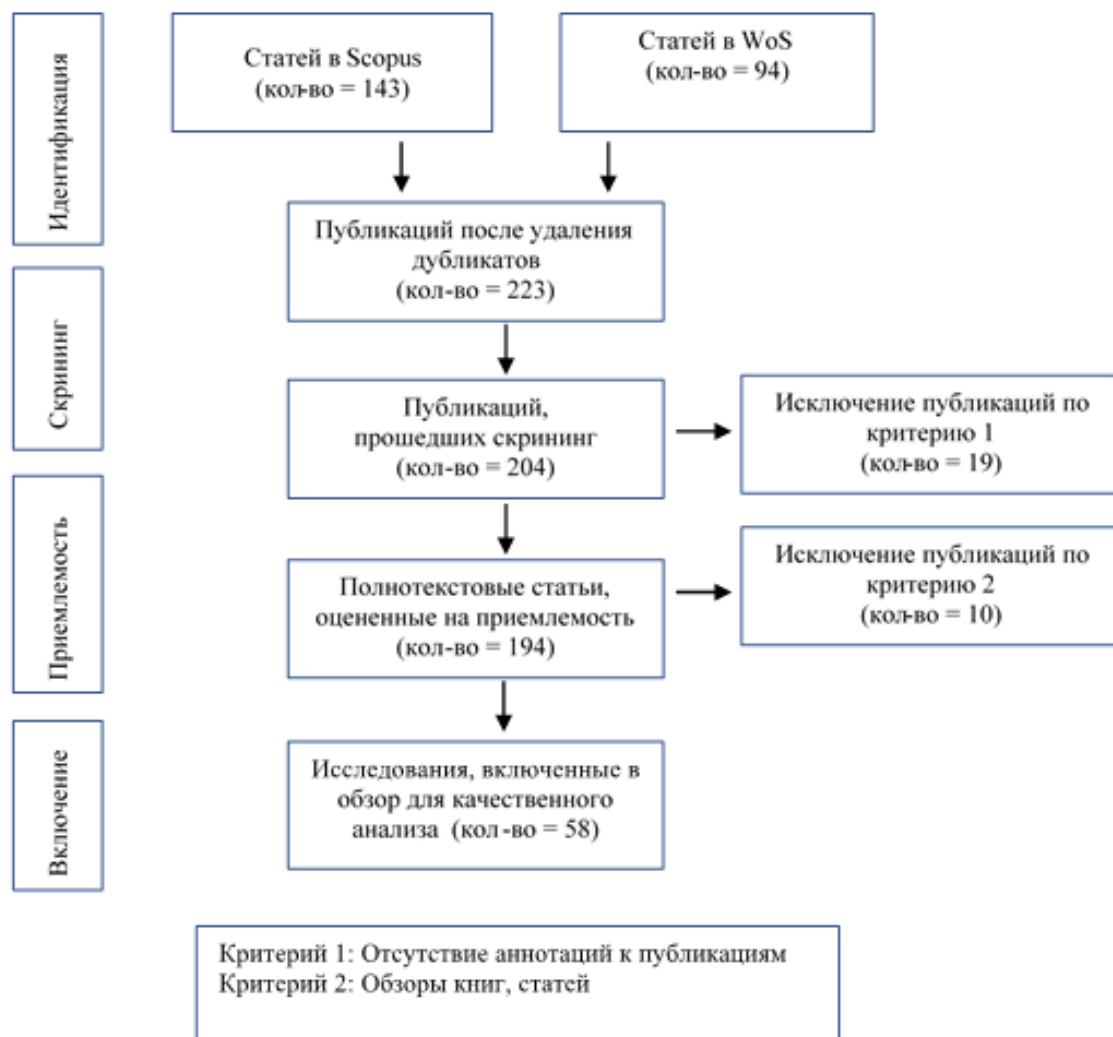 Идентификация
Статей в Scopus
(кол-во = 143)
Статей в WoS
(кол-во = 94)
Публикаций после удаления
дубликатов
(кол-во = 223)
Скрининг
Публикаций,
прошедших скрининг
(кол-во = 204)
Исключение публикаций по
критерию 1
(кол-во = 19)
Приемлемость
Полнотекстовые статьи,
оцененные на приемлемость
(кол-во = 194)
Исключение публикаций по
критерию 2
(кол-во = 10)
Включение
Исследования, включенные в
обзор для качественного
анализа (кол-во = 58)
Критерий 1: Отсутствие аннотаций к публикациям
Критерий 2: Обзоры книг, статей